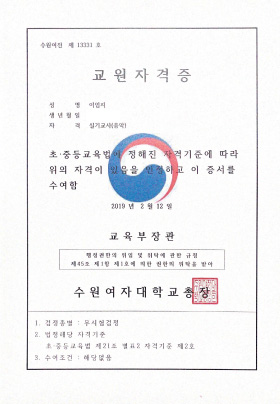 수원여전 제 13331 호
교원자격증
성 명 이영지
생년월일
자 격 실기교사(음악)
초·중등교육법이 정해진 자격기준에 따라
위의 자격이 있음을 인정하고 이 증서를
수여함
2019 년 2 월 12 일
교육부장관
행정권한의 위임 및 위탁에 관한 규정
제45조 제1항 제1호에 의한 권한의 위탁을 받아
수원여자대학교총장
1. 검정종별 : 무시험검정
2. 법정해당 자격기준
초·중등교육법 제21조 별표2 자격기준 제2호
3. 수여조건 : 해당없음